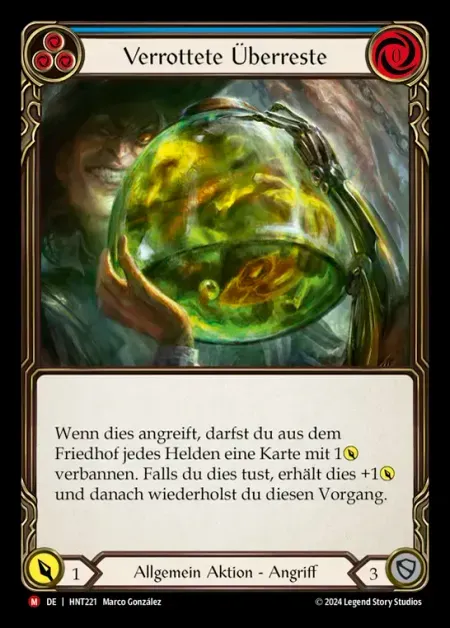 Verrottete Überreste
0
Wenn dies angreift, darfst du aus dem
Friedhof jedes Helden eine Karte mit 1
verbannen. Falls du dies tust, erhält dies +1
und danach wiederholst du diesen Vorgang.
1
Allgemein Aktion - Angriff
3
M DE | HNT221 Marco González
© 2024 Legend Story Studios